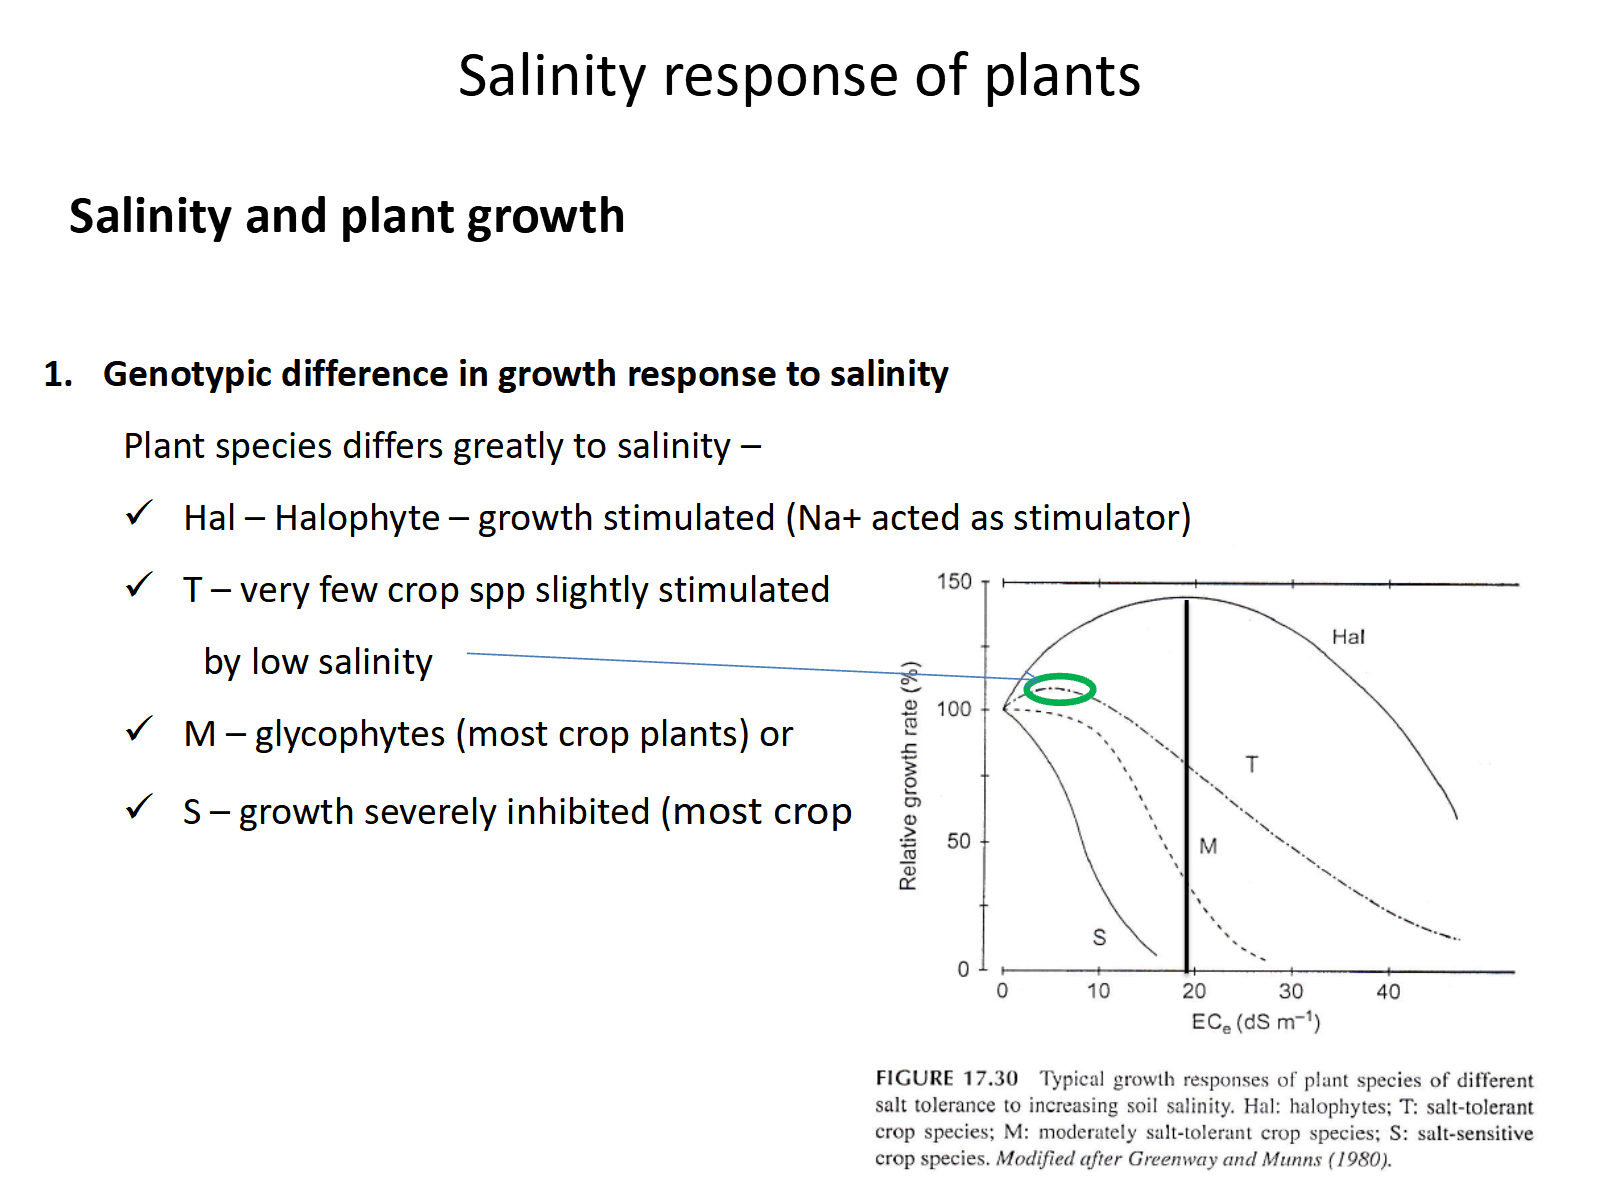 Salinity response of plants
Salinity and plant growth
1. Genotypic difference in growth response to salinity
Plant species differs greatly to salinity –
✓ Hal – Halophyte – growth stimulated (Na+ acted as stimulator)
✓ T – very few crop spp slightly stimulated
by low salinity
✓ M – glycophytes (most crop plants) or
✓ S – growth severely inhibited (most crop
150
100
50
0
Relative growth rate (%)
Hal
T
M
S
0 10 20 30 40
ECe (dS m⁻¹)
FIGURE 17.30 Typical growth responses of plant species of different
salt tolerance to increasing soil salinity. Hal: halophytes; T: salt-tolerant
crop species; M: moderately salt-tolerant crop species; S: salt-sensitive
crop species. Modified after Greenway and Munns (1980).